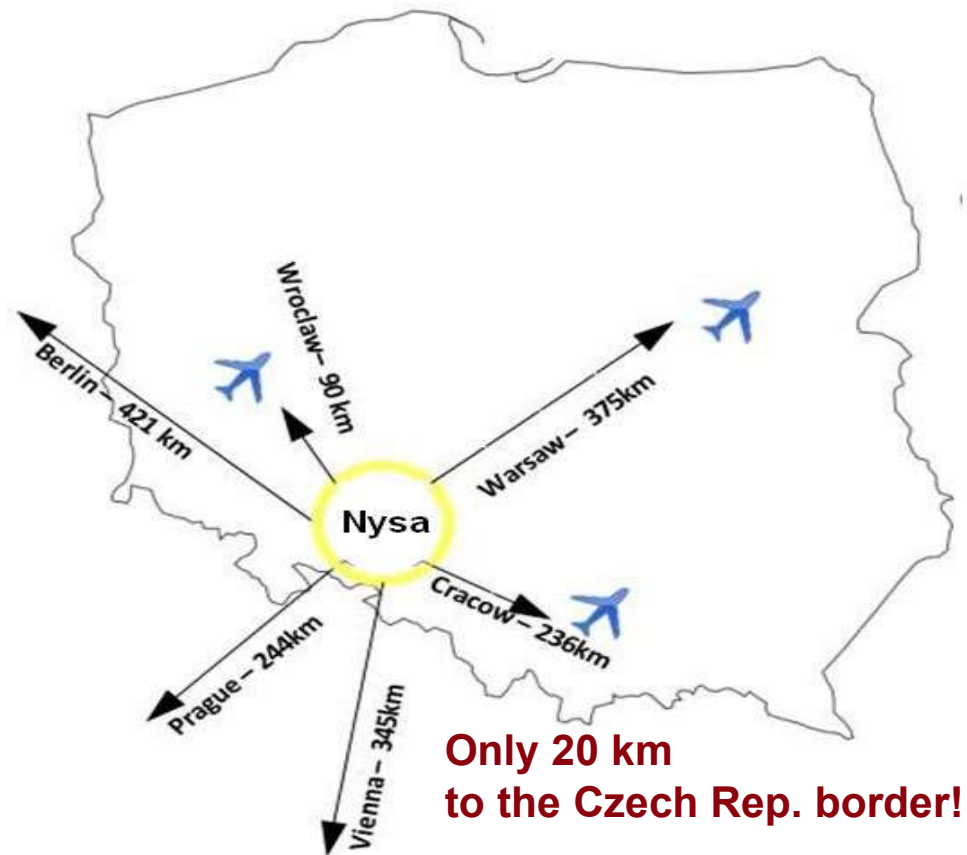 Wroclaw– 90 km
Berlin – 421 km
Warsaw – 375km
Nysa
Cracow – 236km
Prague – 244km
Vienna – 345km
Only 20 km
to the Czech Rep. border!